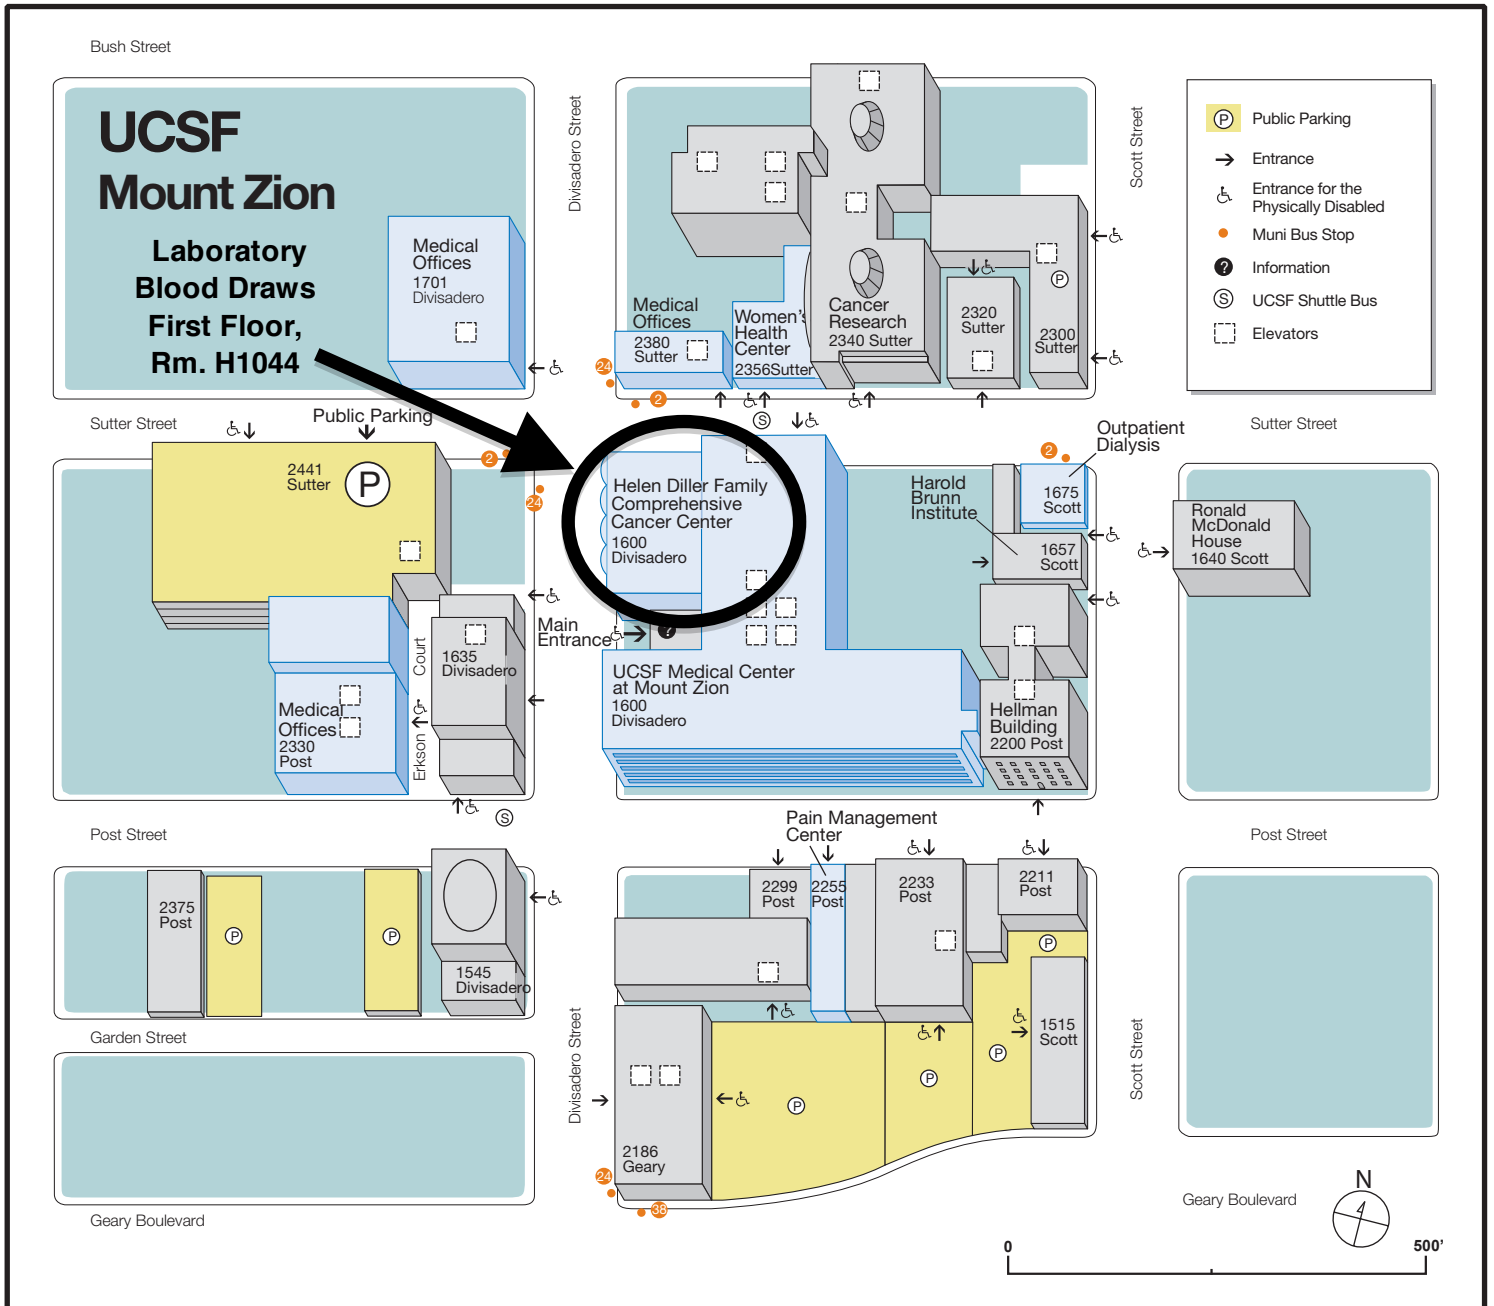 Bush Street
UCSF
Mount Zion
Laboratory
Blood Draws
First Floor,
Rm. H1044
Medical
Offices
1701
Divisadero
Divisadero Street
Scott Street
Medical
Offices
2380
Sutter
Women's
Health
Center
2356Sutter
Cancer
Research
2340 Sutter
2320
Sutter
P
2300
Sutter
P Public Parking
Entrance
Entrance for the
Physically Disabled
Muni Bus Stop
? Information
S UCSF Shuttle Bus
Elevators
24
2
S
Sutter Street
Public Parking
2441
Sutter
P
2
24
Helen Diller Family
Comprehensive
Cancer Center
1600
Divisadero
Harold
Brunn
Institute
2
Outpatient
Dialysis
1675
Scott
1657
Scott
Sutter Street
Ronald
McDonald
House
1640 Scott
Main
Entrance
?
UCSF Medical Center
at Mount Zion
1600
Divisadero
1635
Divisadero
Erkson Court
Medical
Offices
2330
Post
Hellman
Building
2200 Post
S
Post Street
Pain Management
Center
Post Street
2375
Post
P
P
1545
Divisadero
2299
Post
2255
Post
2233
Post
2211
Post
P
Garden Street
Divisadero Street
1515
Scott
P
P
P
Scott Street
2186
Geary
24
38
Geary Boulevard
Geary Boulevard
N
0 500'